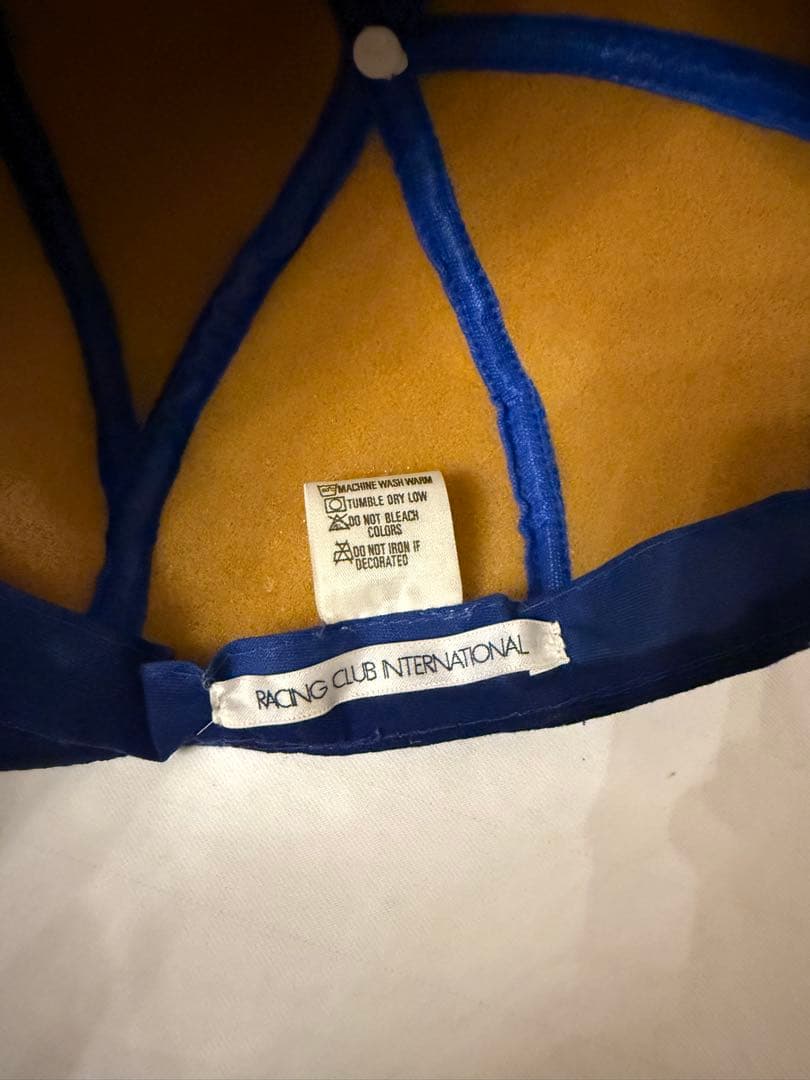 MACHINE WASH WARM
TUMBLE DRY LOW
DO NOT BLEACH
COLORS
DO NOT IRON IF
DECORATED
RACING CLUB INTERNATIONAL